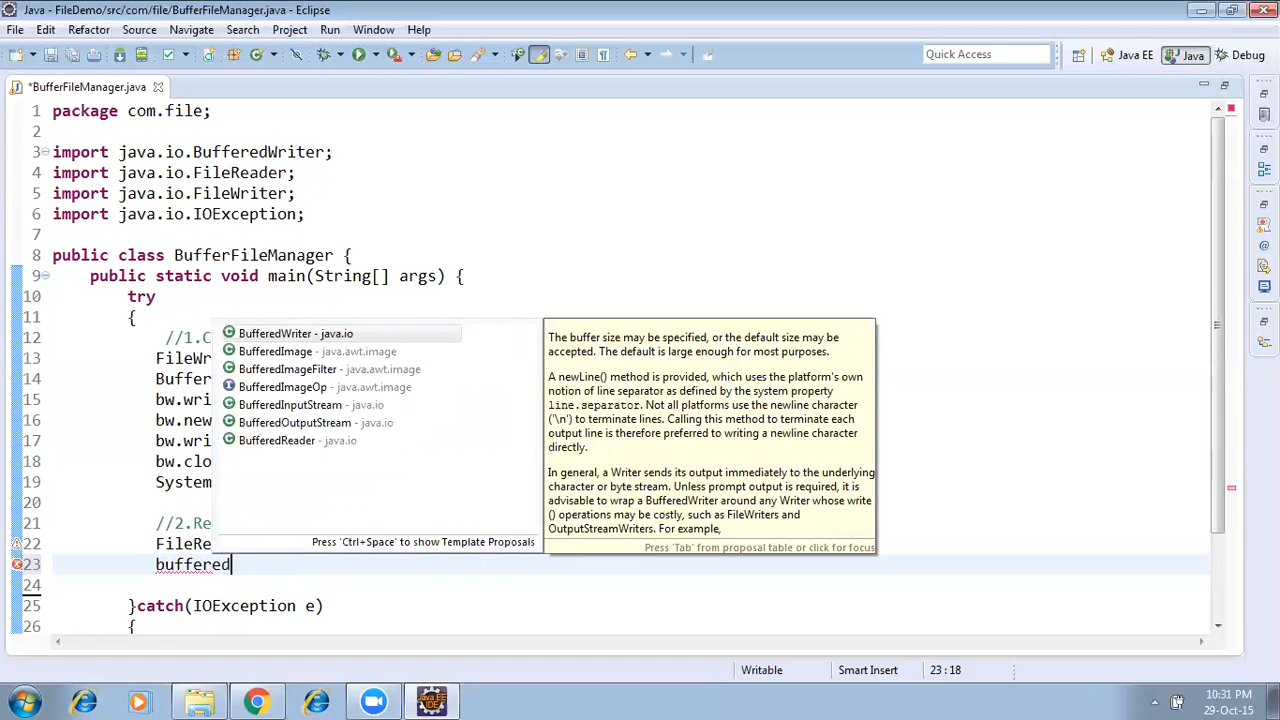 Java - FileDemo/src/com/file/BufferFileManager.java - Eclipse
File Edit Refactor Source Navigate Search Project Run Window Help
Quick Access Java EE Java Debug
*BufferFileManager.java
1 package com.file;
2
3 import java.io.BufferedWriter;
4 import java.io.FileReader;
5 import java.io.FileWriter;
6 import java.io.IOException;
7
8 public class BufferFileManager {
9 public static void main(String[] args) {
10 try
11 {
12 //1.C
13 FileWr
14 Buffer
15 bw.wri
16 bw.new
17 bw.wri
18 bw.clo
19 System
20
21 //2.Re
22 FileRe
23 buffered
24
25 }catch(IOException e)
26 {
BufferedWriter - java.io
BufferedImage - java.awt.image
BufferedImageFilter - java.awt.image
BufferedImageOp - java.awt.image
BufferedInputStream - java.io
BufferedOutputStream - java.io
BufferedReader - java.io
Press 'Ctrl+Space' to show Template Proposals
The buffer size may be specified, or the default size may be
accepted. The default is large enough for most purposes.
A newLine() method is provided, which uses the platform's own
notion of line separator as defined by the system property
line.separator. Not all platforms use the newline character
('\n') to terminate lines. Calling this method to terminate each
output line is therefore preferred to writing a newline character
directly.
In general, a Writer sends its output immediately to the underlying
character or byte stream. Unless prompt output is required, it is
advisable to wrap a BufferedWriter around any Writer whose write
() operations may be costly, such as FileWriters and
OutputStreamWriters. For example,
Press 'Tab' from proposal table or click for focus
Writable Smart Insert 23 : 18
Java EE
IDE
10:31 PM
29-Oct-15